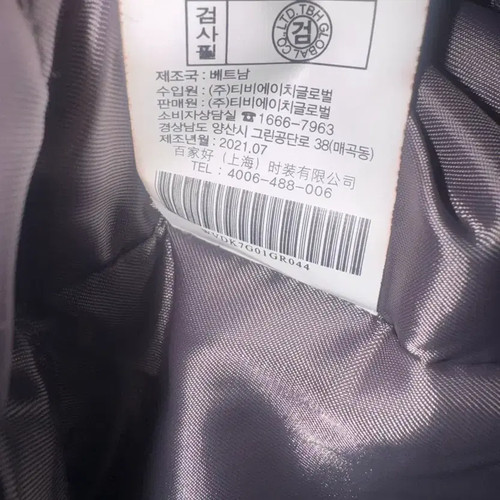 검사필
CO.,LTD. TBH GLOBAL
검
제조국 : 베트남
수입원 : (주)티비에이치글로벌
판매원 : (주)티비에이치글로벌
소비자상담실 ☎1666-7963
경상남도 양산시 그린공단로 38(매곡동)
제조년월 : 2021.07
百家好（上海）时装有限公司
TEL : 4006-488-006
DK7G01GR044